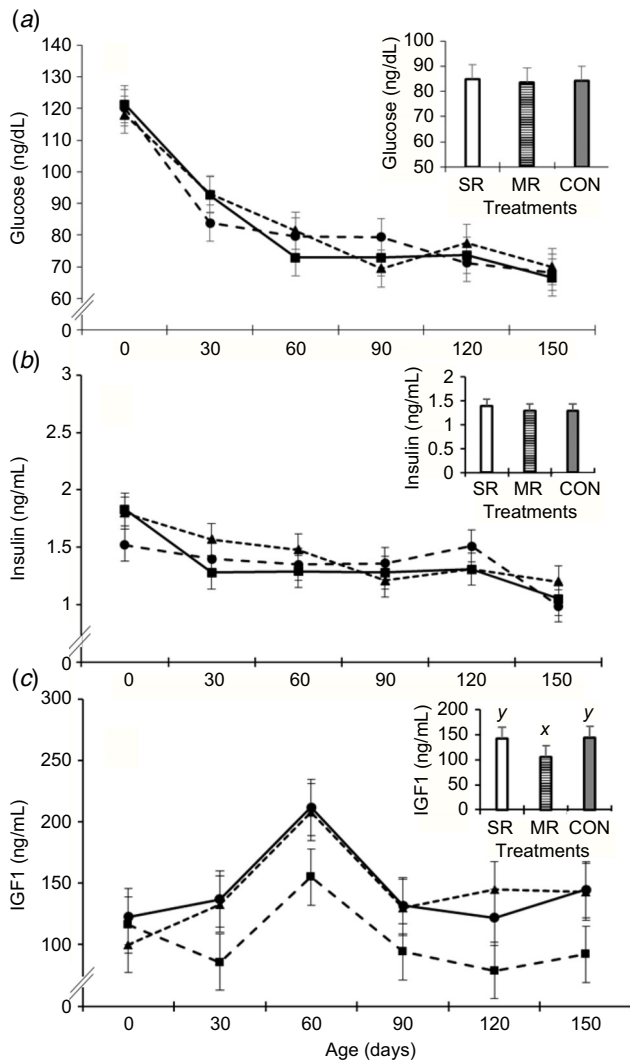 (a)
140
130
120
110
100
90
80
70
60
0
Glucose (ng/dL)
0 30 60 90 120 150
90
80
70
60
50
Glucose (ng/dL)
SR MR CON
Treatments
(b)
3
2.5
2
1.5
1
0
Insulin (ng/mL)
0 30 60 90 120 150
2
1.5
1
0.5
0
Insulin (ng/mL)
SR MR CON
Treatments
(c)
300
250
200
150
100
0
IGF1 (ng/mL)
0 30 60 90 120 150
Age (days)
200
150
100
50
0
IGF1 (ng/mL)
y x y
SR MR CON
Treatments